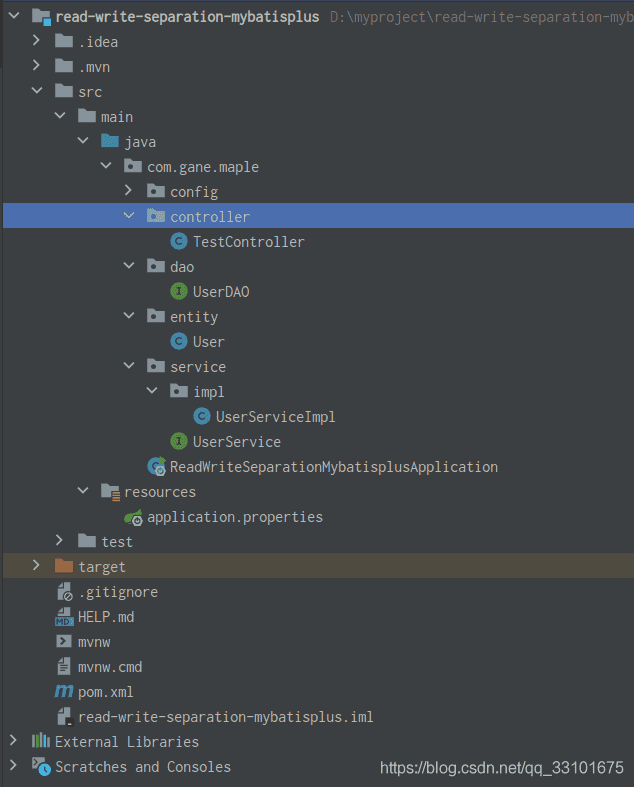 read-write-separation-mybatisplus D:\myproject\read-write-separation-myb
.idea
.mvn
src
main
java
com.gane.maple
config
controller
C TestController
dao
I UserDAO
entity
C User
service
impl
C UserServiceImpl
I UserService
ReadWriteSeparationMybatisplusApplication
resources
application.properties
test
target
.gitignore
MD HELP.md
mvnw
mvnw.cmd
m pom.xml
read-write-separation-mybatisplus.iml
External Libraries
Scratches and Consoles
https://blog.csdn.net/qq_33101675